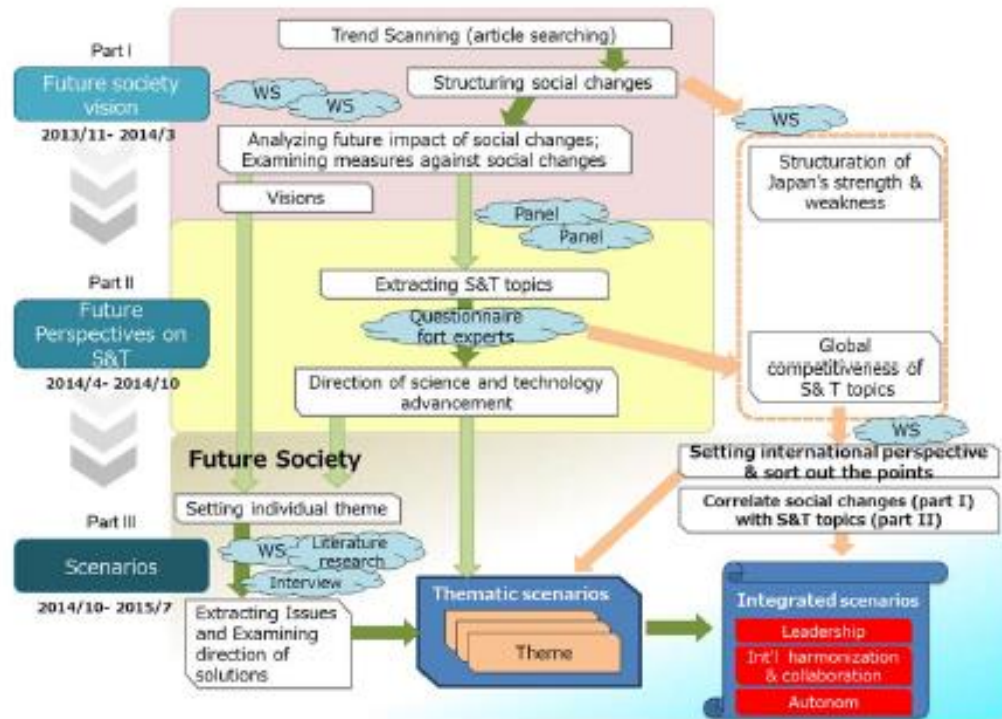 Trend Scanning (article searching)
Part I
Future society
vision
2013/11- 2014/3
WS
WS
Structuring social changes
WS
Analyzing future impact of social changes;
Examining measures against social changes
Structuration of
Japan's strength &
weakness
Visions
Panel
Panel
Part II
Future
Perspectives on
S&T
2014/4- 2014/10
Extracting S&T topics
Questionnaire
fort experts
Global
competitiveness of
S& T topics
Direction of science and technology
advancement
WS
Future Society
Setting international perspective
& sort out the points
Setting individual theme
Correlate social changes (part I)
with S&T topics (part II)
Part III
Scenarios
2014/10- 2015/7
WS
Literature
research
Interview
Extracting Issues
and Examining
direction of
solutions
Thematic scenarios
Theme
Integrated scenarios
Leadership
Int'l harmonization
& collaboration
Autonom